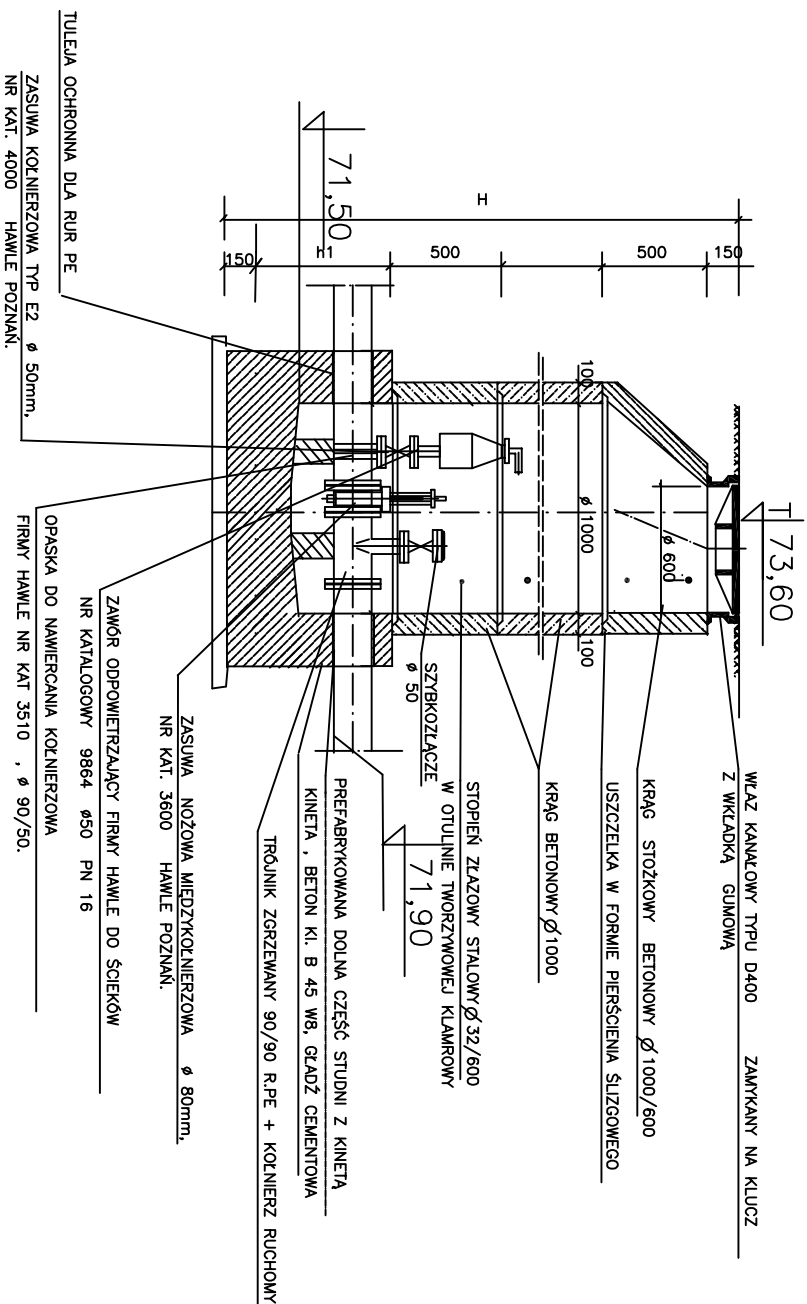 WŁAZ KANAŁOWY TYPU D400 ZAMYKANY NA KLUCZ
Z WKŁADKĄ GUMOWĄ
KRĄG STOŻKOWY BETONOWY Ø 1000/600
USZCZELKA W FORMIE PIERŚCIENIA ŚLIZGOWEGO
KRĄG BETONOWY Ø 1000
STOPIEŃ ZŁAZOWY STALOWY Ø 32/600
W OTULINIE TWORZYWOWEJ KLAMROWY
SZYBKOZŁĄCZE
ø 50
71,90
PREFABRYKOWANA DOLNA CZĘŚĆ STUDNI Z KINETĄ
KINETA , BETON Kl. B 45 W8, GŁADŹ CEMENTOWA
TRÓJNIK ZGRZEWANY 90/90 R.PE + KOŁNIERZ RUCHOMY
ZASUWA NOŻOWA MIĘDZYKOŁNIERZOWA ø 80mm,
NR KAT. 3600 HAWLE POZNAŃ.
ZAWÓR ODPOWIETRZAJĄCY FIRMY HAWLE DO ŚCIEKÓW
NR KATALOGOWY 9864 ø50 PN 16
OPASKA DO NAWIERCANIA KOŁNIERZOWA
FIRMY HAWLE NR KAT 3510 , ø 90/50.
T 73,60
ø 600
100
ø 1000
100
H
150
500
500
h1
150
71,50
TULEJA OCHRONNA DLA RUR PE
ZASUWA KOŁNIERZOWA TYP E2 ø 50mm,
NR KAT. 4000 HAWLE POZNAŃ.